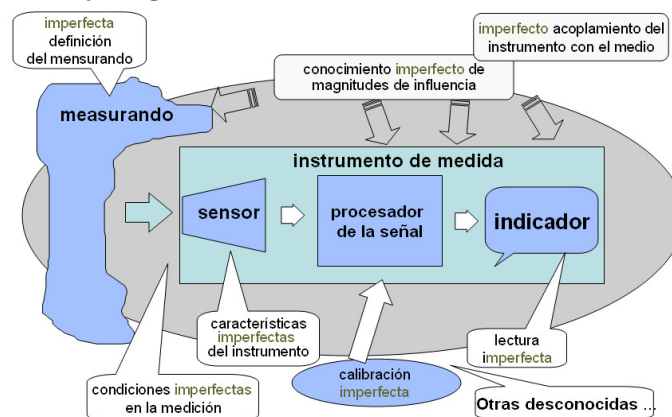 imperfecta
definición
del mensurando
imperfecto acoplamiento del
instrumento con el medio
conocimiento imperfecto de
magnitudes de influencia
measurando
instrumento de medida
sensor
procesador
de la señal
indicador
características
imperfectas
del instrumento
lectura
imperfecta
calibración
imperfecta
condiciones imperfectas
en la medición
Otras desconocidas ...